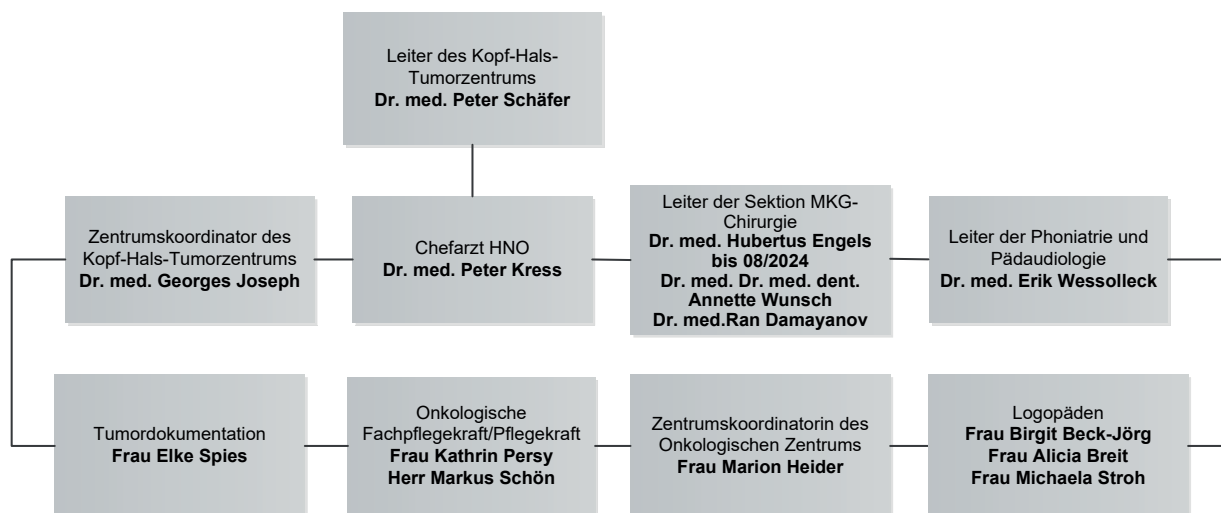 Leiter des Kopf-Hals-
Tumorzentrums
Dr. med. Peter Schäfer
Zentrumskoordinator des
Kopf-Hals-Tumorzentrums
Dr. med. Georges Joseph
Chefarzt HNO
Dr. med. Peter Kress
Leiter der Sektion MKG-
Chirurgie
Dr. med. Hubertus Engels
bis 08/2024
Dr. med. Dr. med. dent.
Annette Wunsch
Dr. med.Ran Damayanov
Leiter der Phoniatrie und
Pädaudiologie
Dr. med. Erik Wessolleck
Tumordokumentation
Frau Elke Spies
Onkologische
Fachpflegekraft/Pflegekraft
Frau Kathrin Persy
Herr Markus Schön
Zentrumskoordinatorin des
Onkologischen Zentrums
Frau Marion Heider
Logopäden
Frau Birgit Beck-Jörg
Frau Alicia Breit
Frau Michaela Stroh